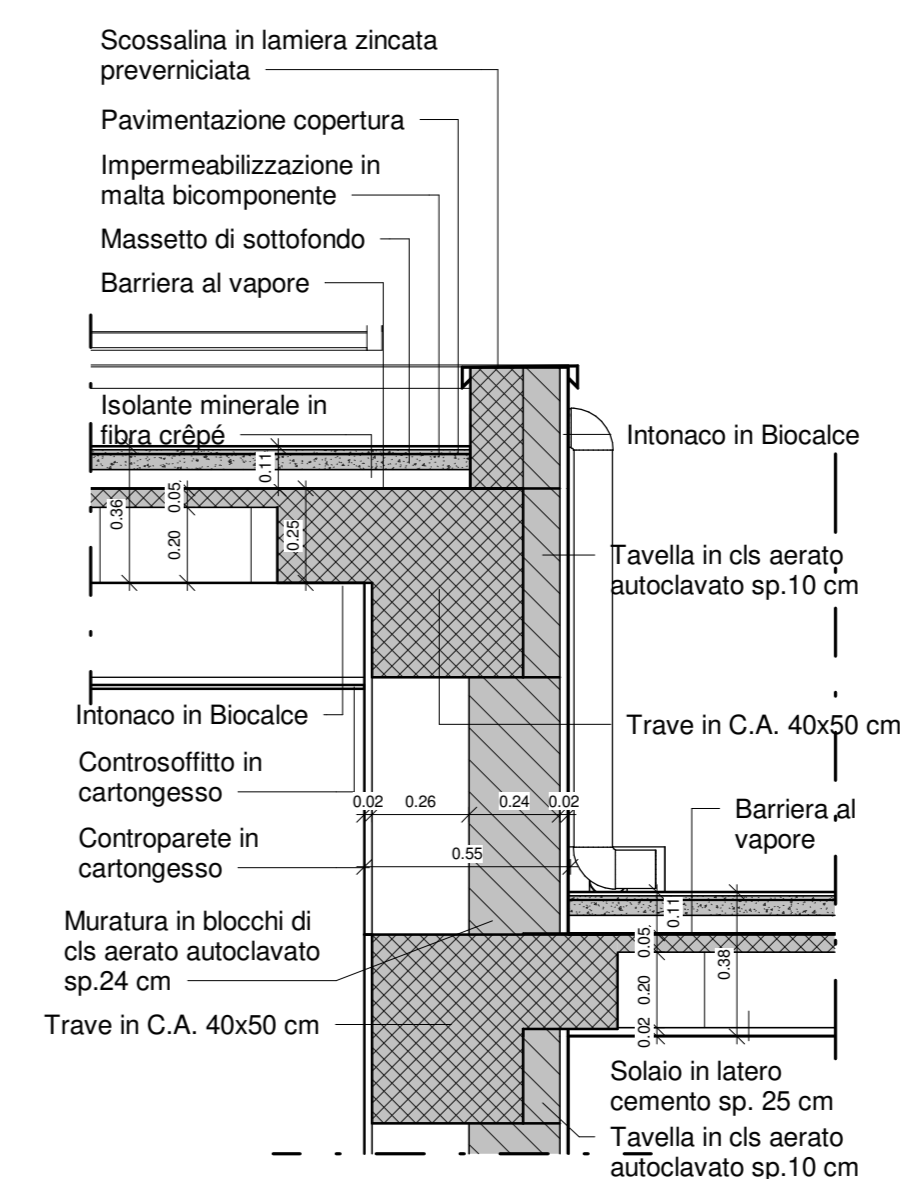 Scossalina in lamiera zincata
preverniciata
Pavimentazione copertura
Impermeabilizzazione in
malta bicomponente
Massetto di sottofondo
Barriera al vapore
Isolante minerale in
fibra crêpé
Intonaco in Biocalce
0.11
0.05
0.36
0.20
0.25
Tavella in cls aerato
autoclavato sp.10 cm
Intonaco in Biocalce
Trave in C.A. 40x50 cm
Controsoffitto in
cartongesso
0.02 0.26 0.24 0.02
Barriera al
vapore
Controparete in
cartongesso
0.55
Muratura in blocchi di
cls aerato autoclavato
sp.24 cm
0.11
0.05
0.38
0.20
0.02
Trave in C.A. 40x50 cm
Solaio in latero
cemento sp. 25 cm
Tavella in cls aerato
autoclavato sp.10 cm